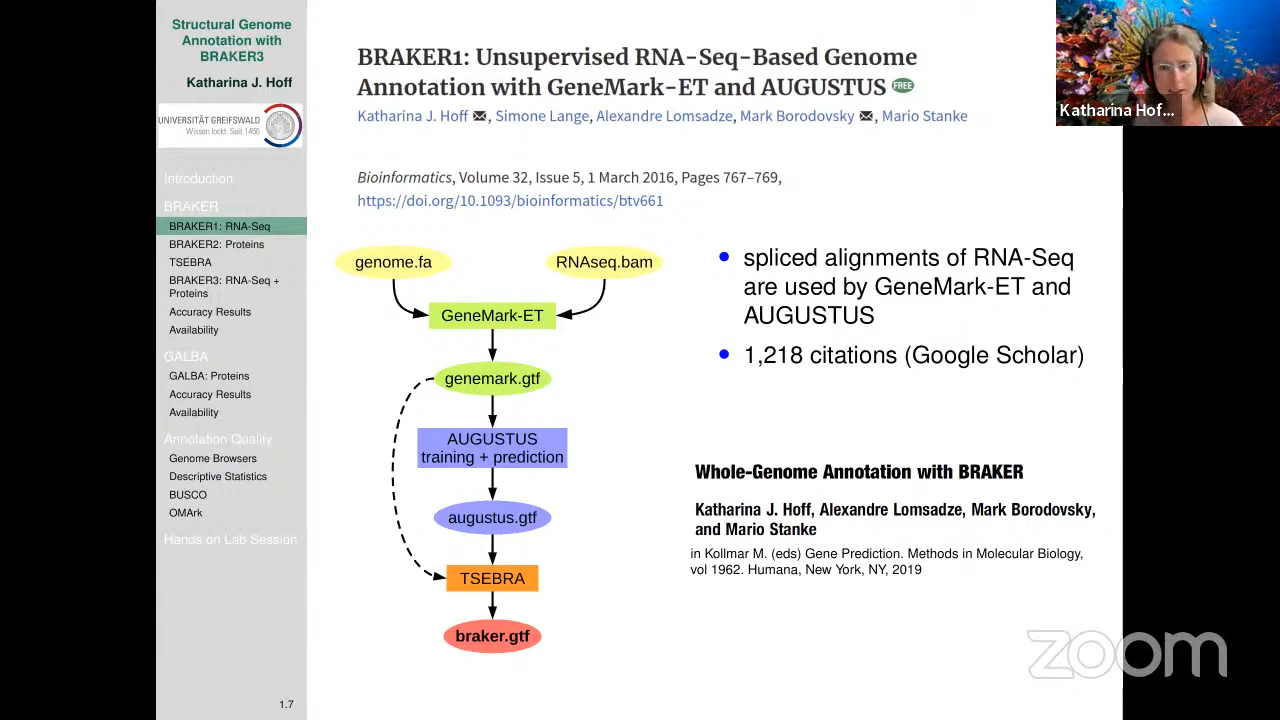 Structural Genome
Annotation with
BRAKER3
Katharina J. Hoff
UNIVERSITÄT GREIFSWALD
Wissen lockt. Seit 1456
Introduction
BRAKER
BRAKER1: RNA-Seq
BRAKER2: Proteins
TSEBRA
BRAKER3: RNA-Seq +
Proteins
Accuracy Results
Availability
GALBA
GALBA: Proteins
Accuracy Results
Availability
Annotation Quality
Genome Browsers
Descriptive Statistics
BUSCO
OMArk
Hands on Lab Session
1.7
BRAKER1: Unsupervised RNA-Seq-Based Genome
Annotation with GeneMark-ET and AUGUSTUS FREE
Katharina J. Hoff, Simone Lange, Alexandre Lomsadze, Mark Borodovsky, Mario Stanke
Bioinformatics, Volume 32, Issue 5, 1 March 2016, Pages 767–769,
https://doi.org/10.1093/bioinformatics/btv661
genome.fa
RNAseq.bam
GeneMark-ET
genemark.gtf
AUGUSTUS
training + prediction
augustus.gtf
TSEBRA
braker.gtf
• spliced alignments of RNA-Seq
are used by GeneMark-ET and
AUGUSTUS
• 1,218 citations (Google Scholar)
Whole-Genome Annotation with BRAKER
Katharina J. Hoff, Alexandre Lomsadze, Mark Borodovsky,
and Mario Stanke
in Kollmar M. (eds) Gene Prediction. Methods in Molecular Biology,
vol 1962. Humana, New York, NY, 2019
Katharina Hof...
zoom